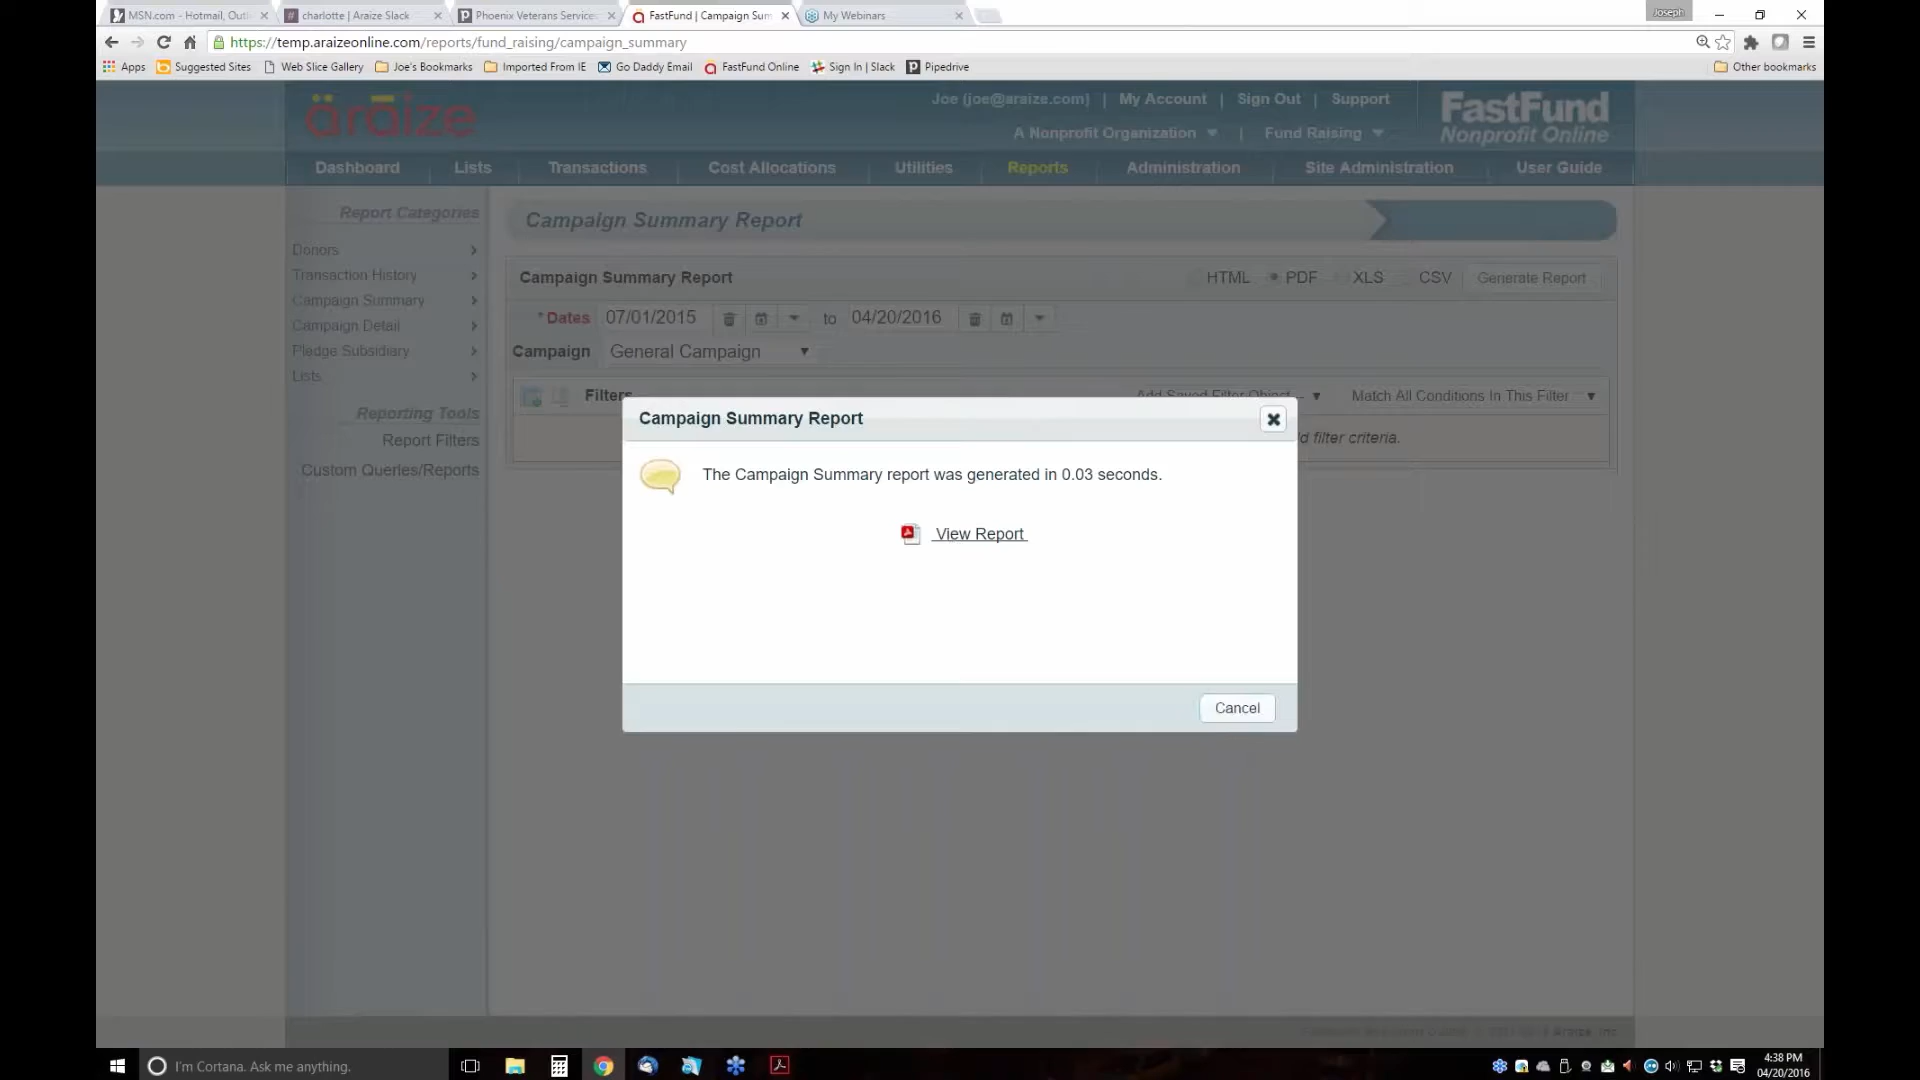 MSN.com - Hotmail, Outl
charlotte | Araize Slack
Phoenix Veterans Service
FastFund | Campaign Sum
My Webinars
Joseph
https://temp.araizeonline.com/reports/fund_raising/campaign_summary
Apps Suggested Sites Web Slice Gallery Joe's Bookmarks Imported From IE Go Daddy Email FastFund Online Sign In | Slack Pipedrive Other bookmarks
äräize
Joe (joe@araize.com) | My Account | Sign Out | Support
A Nonprofit Organization | Fund Raising
FastFund
Nonprofit Online
Dashboard Lists Transactions Cost Allocations Utilities Reports Administration Site Administration User Guide
Report Categories
Donors
Transaction History
Campaign Summary
Campaign Detail
Pledge Subsidiary
Lists
Reporting Tools
Report Filters
Custom Queries/Reports
Campaign Summary Report
Campaign Summary Report HTML PDF XLS CSV Generate Report
* Dates 07/01/2015 to 04/20/2016
Campaign General Campaign
Filters Add Saved Filter Object Match All Conditions In This Filter
filter criteria.
Campaign Summary Report
The Campaign Summary report was generated in 0.03 seconds.
View Report
Cancel
I'm Cortana. Ask me anything.
4:38 PM
04/20/2016